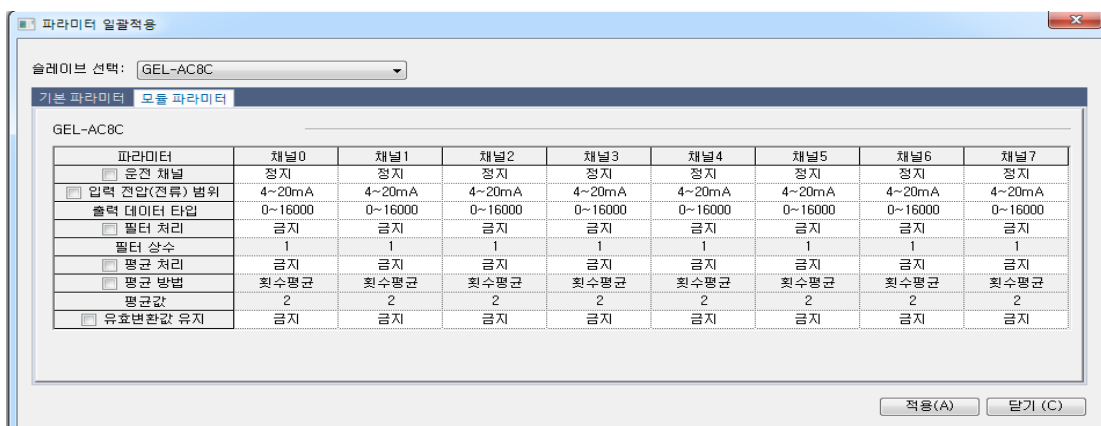 파라미터 일괄적용
슬레이브 선택: GEL-AC8C
기본 파라미터 모듈 파라미터
GEL-AC8C
파라미터 채널0 채널1 채널2 채널3 채널4 채널5 채널6 채널7
운전 채널 정지 정지 정지 정지 정지 정지 정지 정지
입력 전압(전류) 범위 4~20mA 4~20mA 4~20mA 4~20mA 4~20mA 4~20mA 4~20mA 4~20mA
출력 데이터 타입 0~16000 0~16000 0~16000 0~16000 0~16000 0~16000 0~16000 0~16000
필터 처리 금지 금지 금지 금지 금지 금지 금지 금지
필터 상수 1 1 1 1 1 1 1 1
평균 처리 금지 금지 금지 금지 금지 금지 금지 금지
평균 방법 횟수평균 횟수평균 횟수평균 횟수평균 횟수평균 횟수평균 횟수평균 횟수평균
평균값 2 2 2 2 2 2 2 2
유효변환값 유지 금지 금지 금지 금지 금지 금지 금지 금지
적용(A) 닫기 (C)